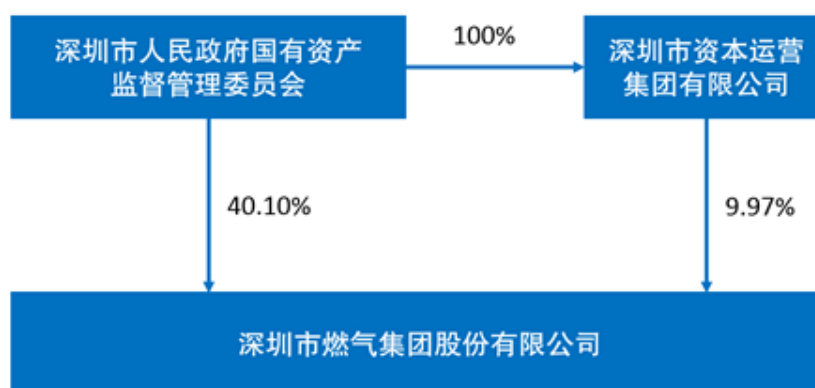 深圳市人民政府国有资产
监督管理委员会
100%
深圳市资本运营
集团有限公司
40.10%
9.97%
深圳市燃气集团股份有限公司